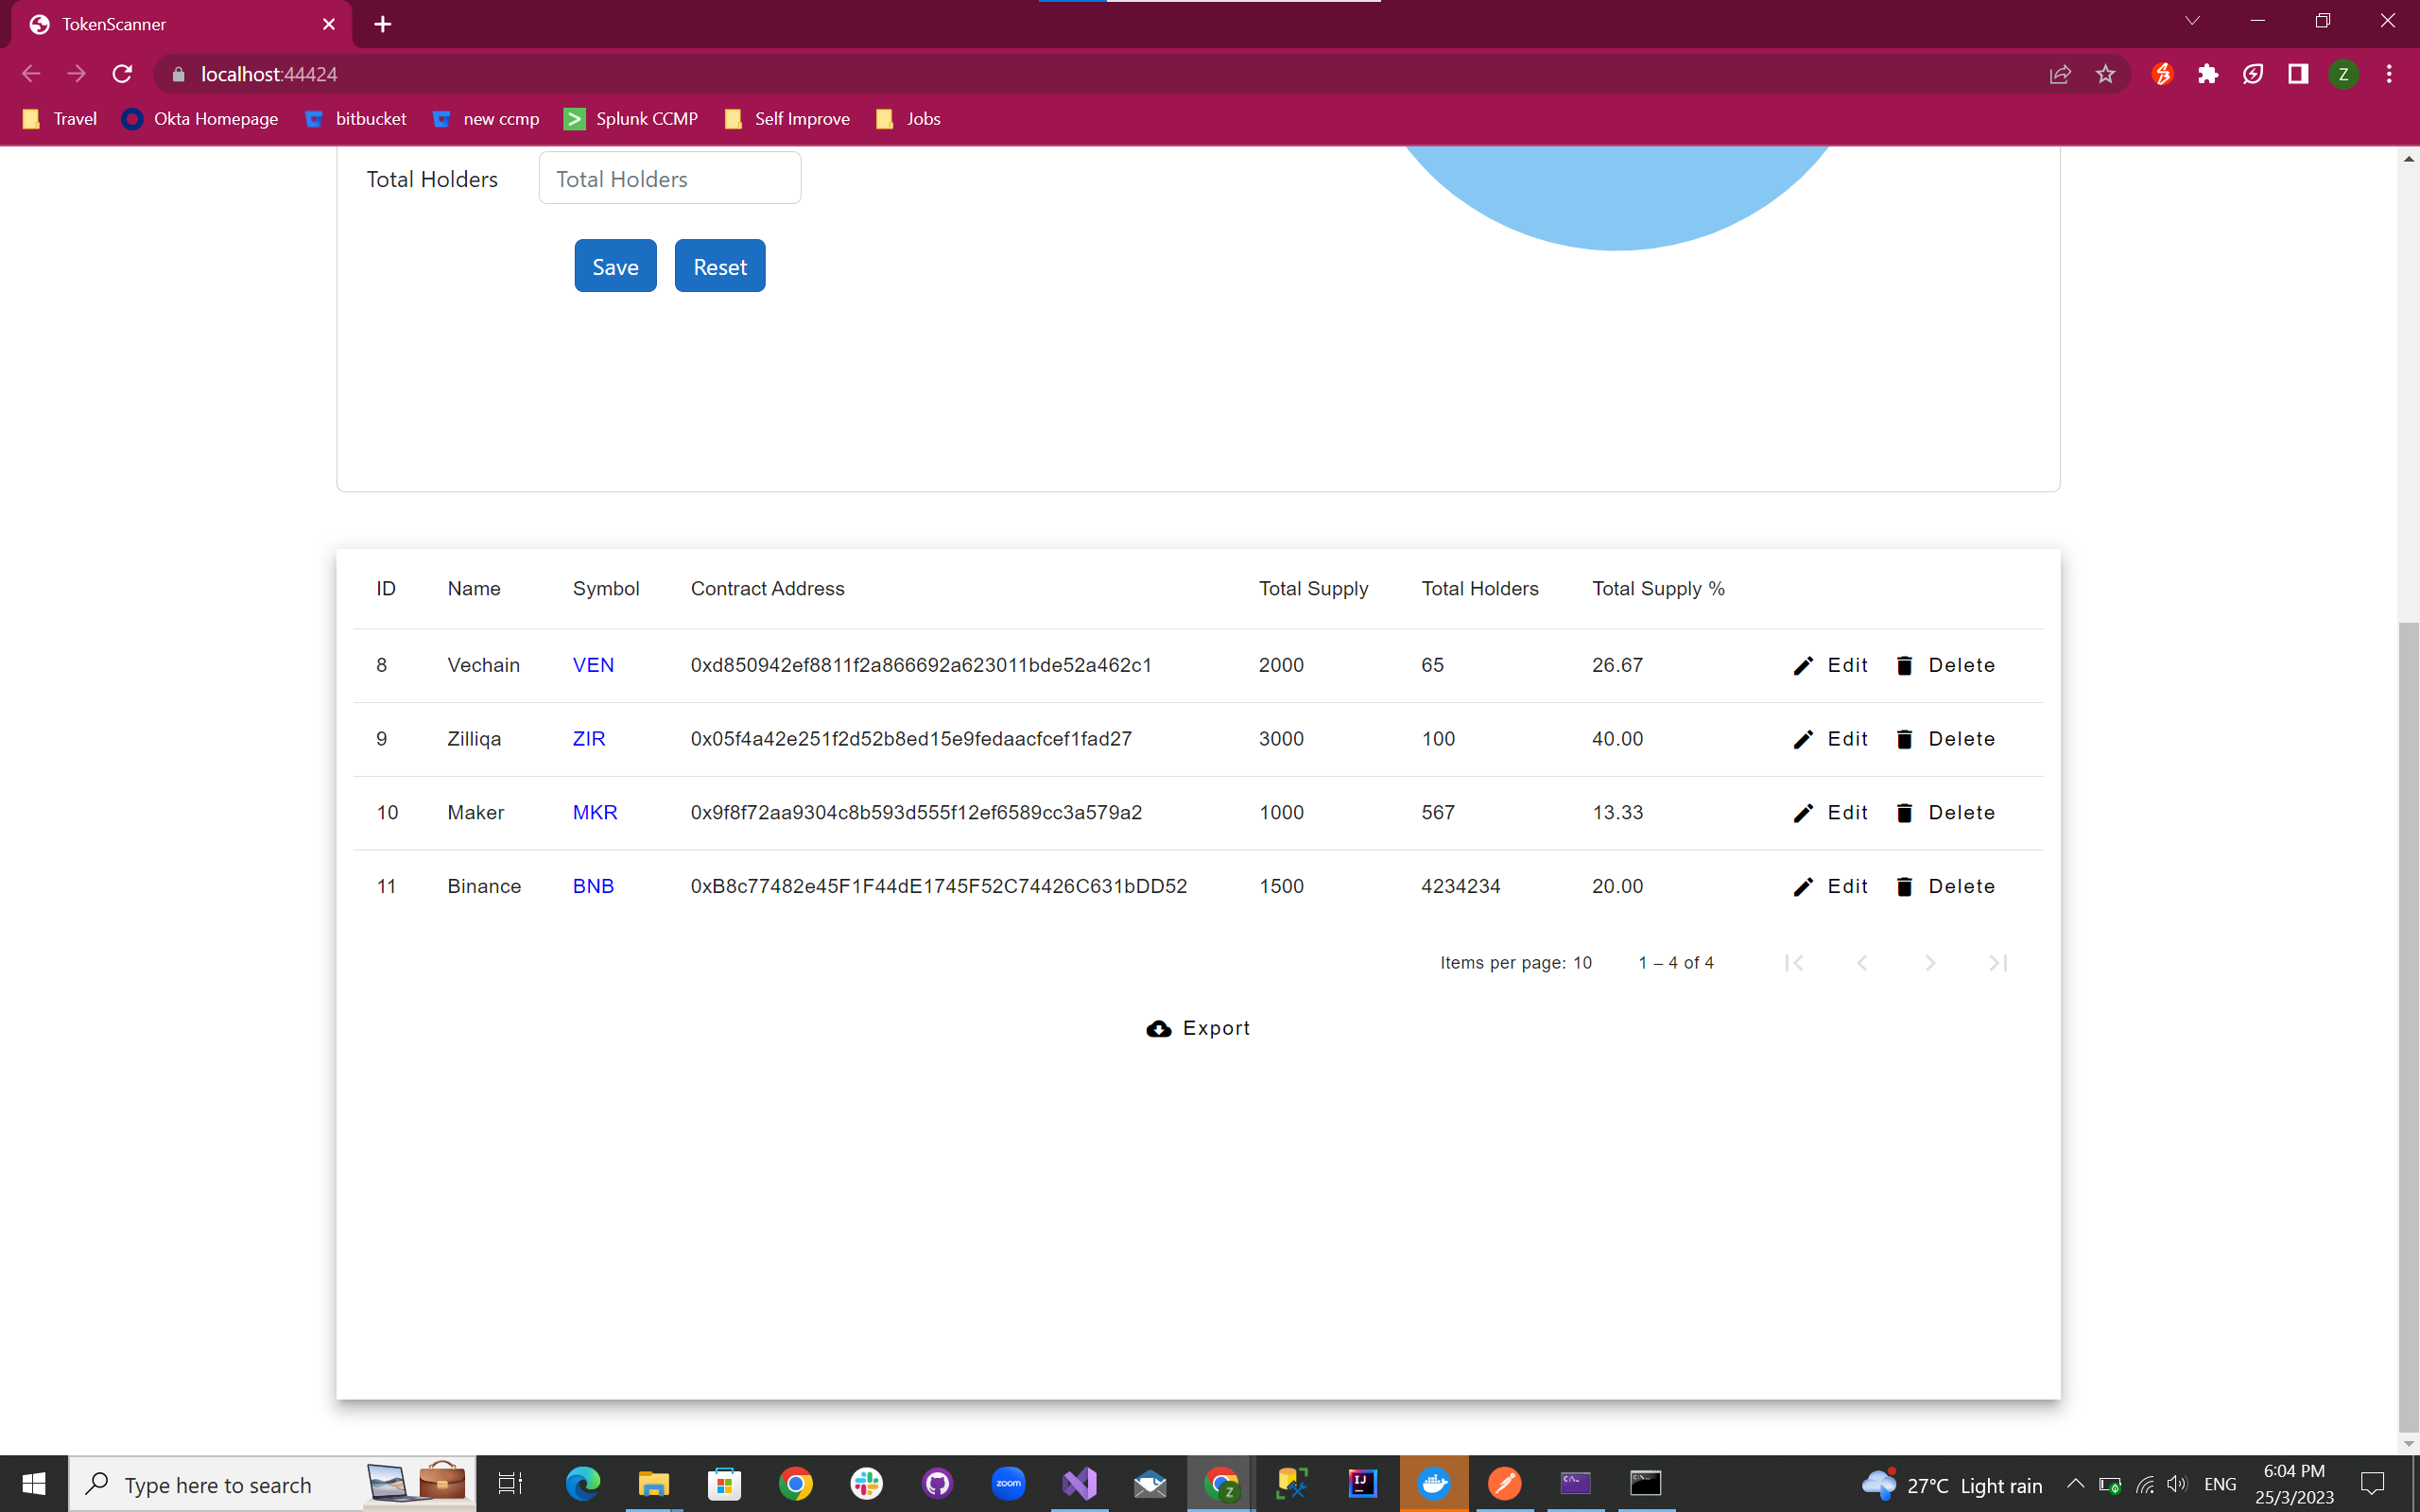 TokenScanner
localhost:44424
Z
Travel Okta Homepage bitbucket new ccmp Splunk CCMP Self Improve Jobs
Total Holders Total Holders
Save Reset
ID Name Symbol Contract Address Total Supply Total Holders Total Supply %
8 Vechain VEN 0xd850942ef8811f2a866692a623011bde52a462c1 2000 65 26.67 Edit Delete
9 Zilliqa ZIR 0x05f4a42e251f2d52b8ed15e9fedaacfcef1fad27 3000 100 40.00 Edit Delete
10 Maker MKR 0x9f8f72aa9304c8b593d555f12ef6589cc3a579a2 1000 567 13.33 Edit Delete
11 Binance BNB 0xB8c77482e45F1F44dE1745F52C74426C631bDD52 1500 4234234 20.00 Edit Delete
Items per page: 10 1 – 4 of 4
Export
Type here to search zoom Z IJ 27°C Light rain ENG 6:04 PM
25/3/2023